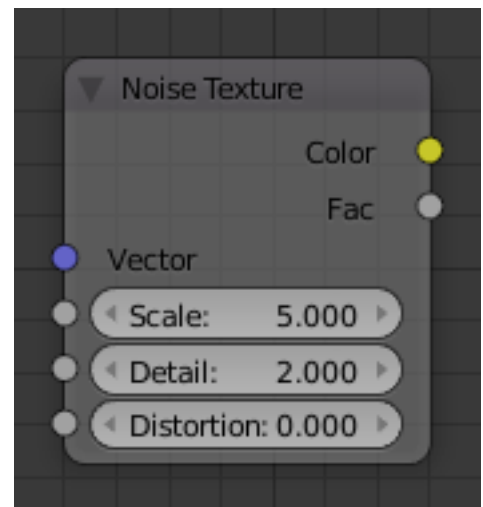 Noise Texture
Color
Fac
Vector
Scale: 5.000
Detail: 2.000
Distortion: 0.000